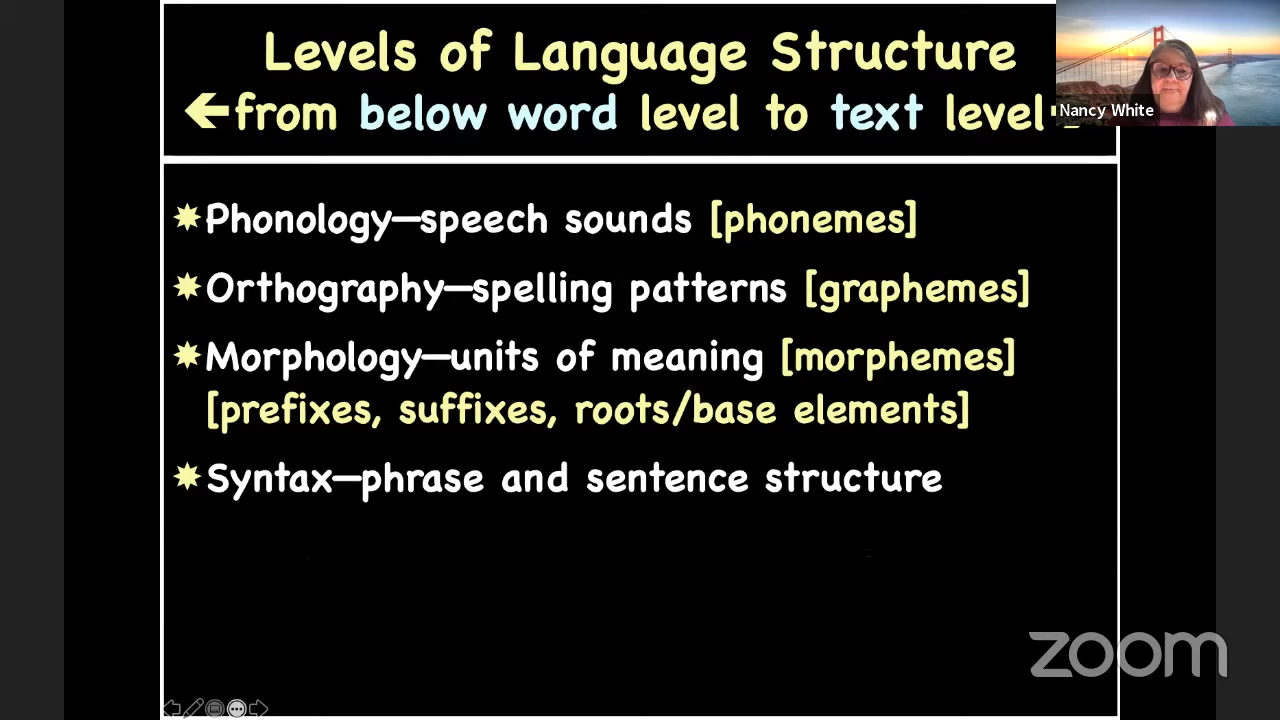 Levels of Language Structure
from below word level to text level
Nancy White
Phonology—speech sounds [phonemes]
Orthography—spelling patterns [graphemes]
Morphology—units of meaning [morphemes]
[prefixes, suffixes, roots/base elements]
Syntax—phrase and sentence structure
zoom